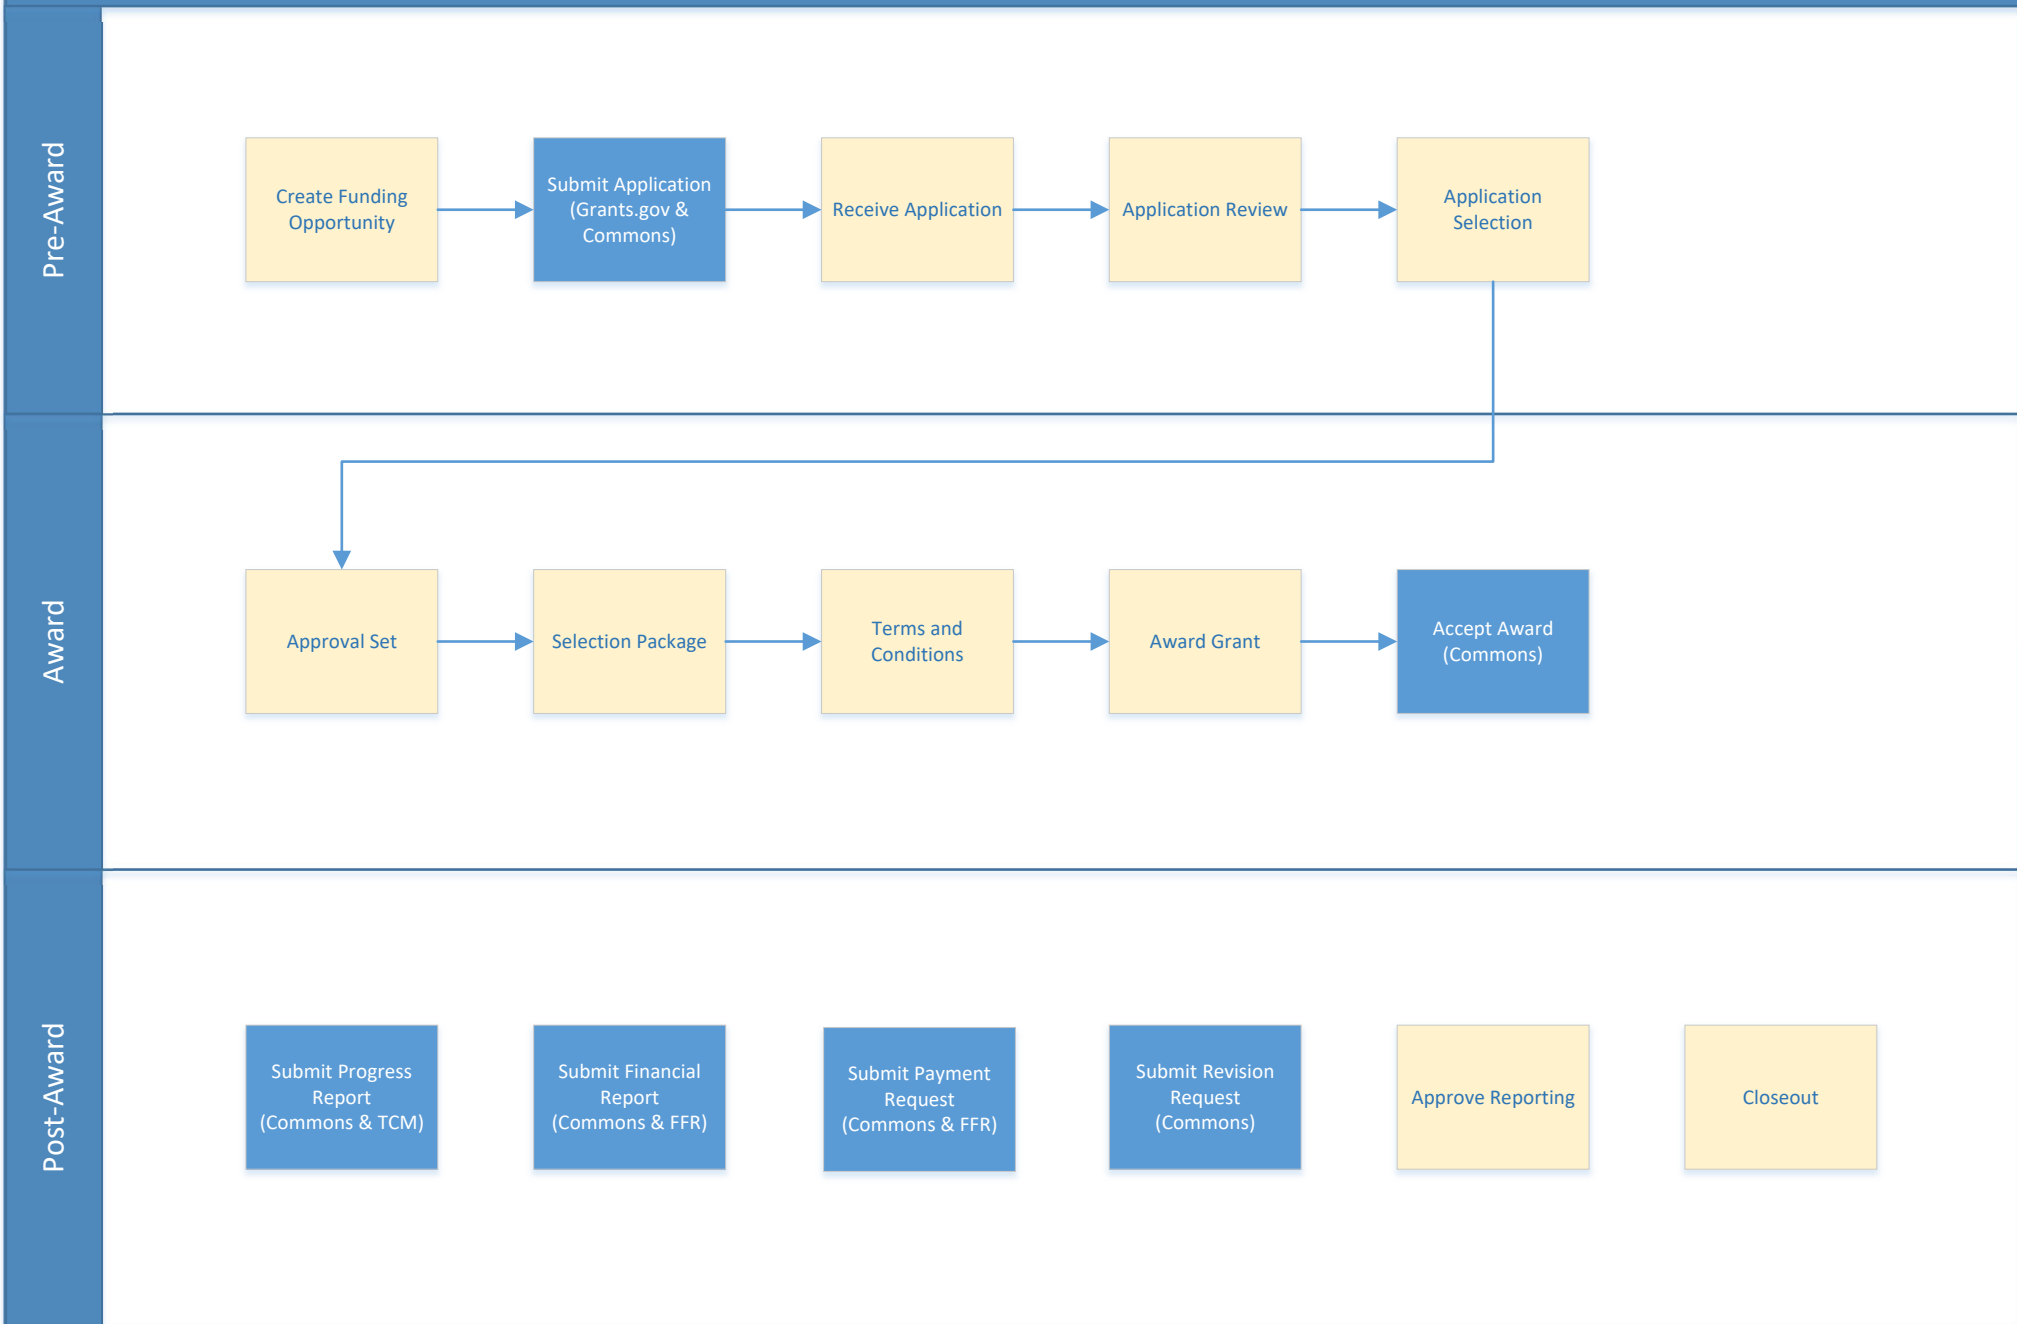 Pre-Award
Create Funding
Opportunity
Submit Application
(Grants.gov &
Commons)
Receive Application
Application Review
Application
Selection
Award
Approval Set
Selection Package
Terms and
Conditions
Award Grant
Accept Award
(Commons)
Post-Award
Submit Progress
Report
(Commons & TCM)
Submit Financial
Report
(Commons & FFR)
Submit Payment
Request
(Commons & FFR)
Submit Revision
Request
(Commons)
Approve Reporting
Closeout